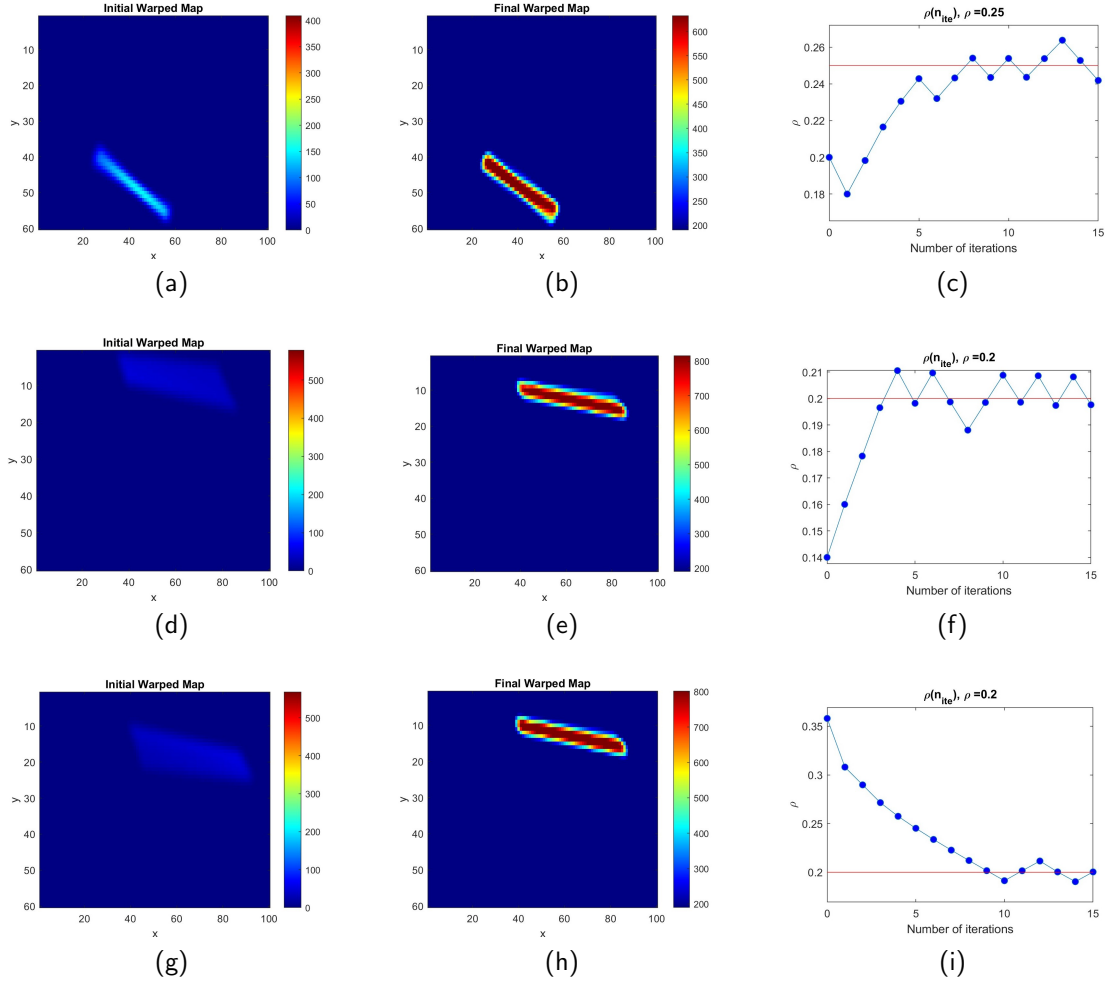 Initial Warped Map
10
20
30
40
50
60
y
20 40 60 80 100
x
400
350
300
250
200
150
100
50
0
(a)
Final Warped Map
10
20
30
40
50
60
y
20 40 60 80 100
x
600
550
500
450
400
350
300
250
200
(b)
ρ(n_ite), ρ =0.25
0.26
0.22
0.2
0.18
ρ
0 5 10 15
Number of iterations
(c)
Initial Warped Map
10
20
30
40
50
60
y
20 40 60 80 100
x
500
400
300
200
100
0
(d)
Final Warped Map
10
20
30
40
50
60
y
20 40 60 80 100
x
800
700
600
500
400
300
200
(e)
ρ(n_ite), ρ =0.2
0.21
0.2
0.19
0.18
0.17
0.16
0.15
0.14
ρ
0 5 10 15
Number of iterations
(f)
Initial Warped Map
10
20
30
40
50
60
y
20 40 60 80 100
x
500
400
300
200
100
0
(g)
Final Warped Map
10
20
30
40
50
60
y
20 40 60 80 100
x
800
700
600
500
400
300
200
(h)
ρ(n_ite), ρ =0.2
0.35
0.3
0.25
0.2
ρ
0 5 10 15
Number of iterations
(i)